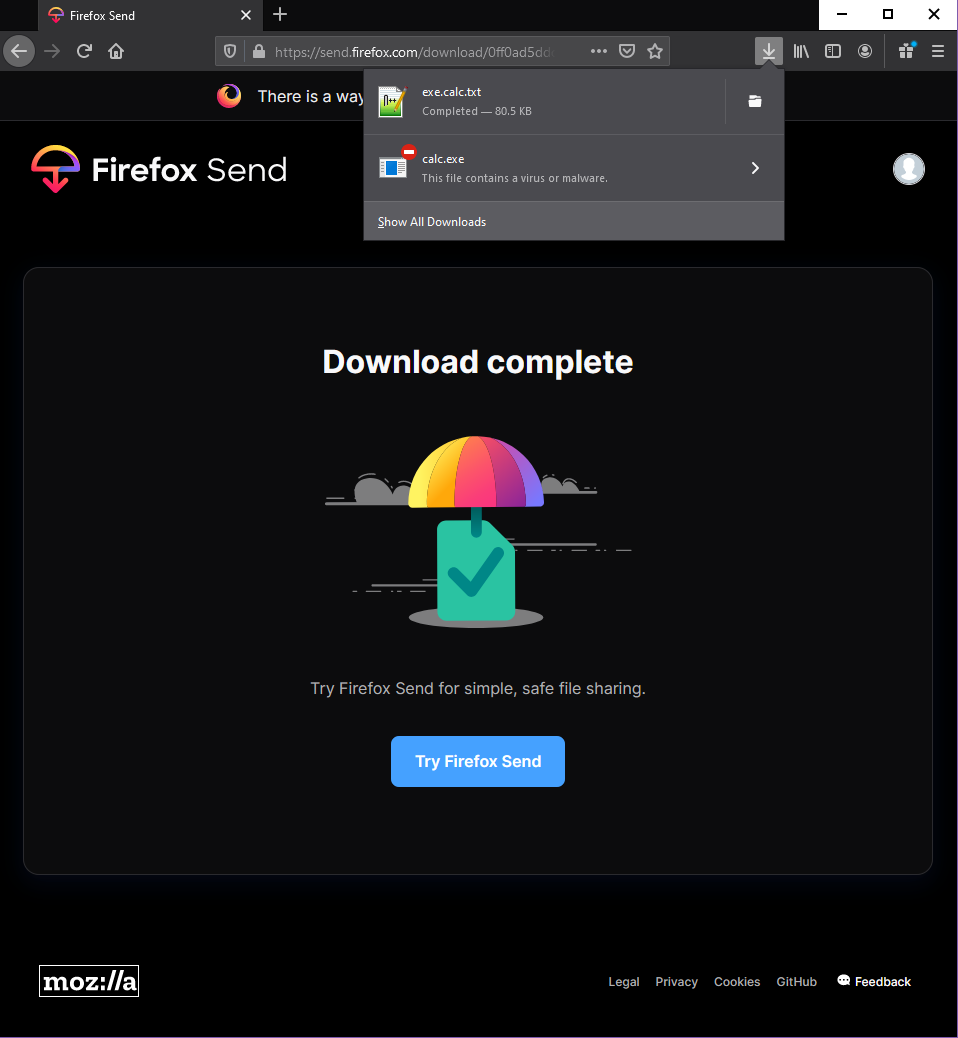 Firefox Send
https://send.firefox.com/download/0ff0ad5dd
There is a way
exe.calc.txt
Completed — 80.5 KB
calc.exe
This file contains a virus or malware.
Show All Downloads
Firefox Send
Download complete
Try Firefox Send for simple, safe file sharing.
Try Firefox Send
moz://a
Legal Privacy Cookies GitHub Feedback